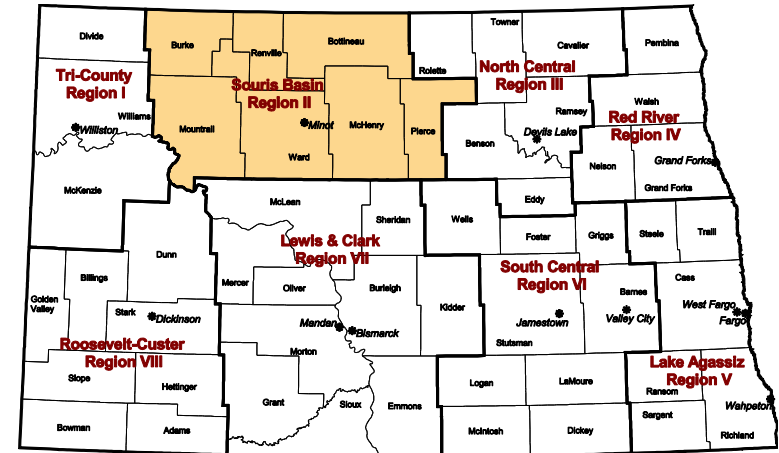 Divide
Burke
Renville
Bottineau
Rolette
Towner
Cavalier
Pembina
Tri-County
Region I
Williams
Williston
Souris Basin
Region II
Mountrail
Minot
Ward
McHenry
Pierce
North Central
Region III
Ramsey
Benson
Devils Lake
Walsh
Red River
Region IV
Nelson
Grand Forks
Grand Forks
McKenzie
McLean
Sheridan
Wells
Eddy
Foster
Griggs
Steele
Traill
Dunn
Billings
Golden
Valley
Stark
Dickinson
Mercer
Oliver
Lewis & Clark
Region VII
Burleigh
Kidder
Mandan
Bismarck
Morton
South Central
Region VI
Barnes
Jamestown
Valley City
Stutsman
Cass
West Fargo
Fargo
Roosevelt-Custer
Region VIII
Slope
Hettinger
Bowman
Adams
Grant
Sioux
Emmons
Logan
LaMoure
McIntosh
Dickey
Lake Agassiz
Region V
Ransom
Sargent
Wahpeton
Richland